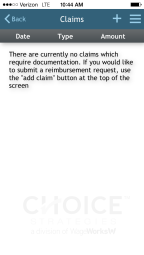 Verizon LTE 10:44 AM
Back Claims
Date Type Amount
There are currently no claims which
require documentation. If you would like
to submit a reimbursement request, use
the "add claim" button at the top of the
screen
CHOICE